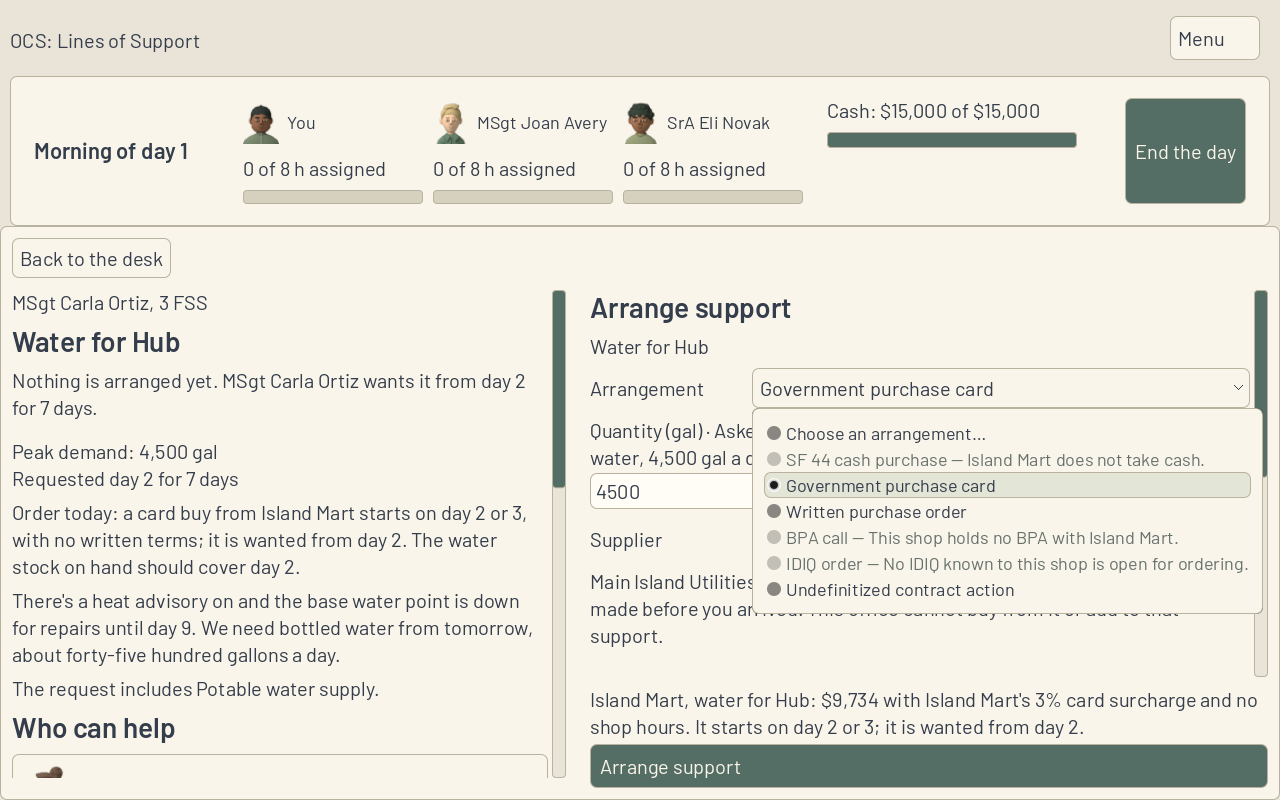 OCS: Lines of Support
Menu
Morning of day 1
You
0 of 8 h assigned
MSgt Joan Avery
0 of 8 h assigned
SrA Eli Novak
0 of 8 h assigned
Cash: $15,000 of $15,000
End the day
Back to the desk
MSgt Carla Ortiz, 3 FSS
Water for Hub
Nothing is arranged yet. MSgt Carla Ortiz wants it from day 2
for 7 days.
Peak demand: 4,500 gal
Requested day 2 for 7 days
Order today: a card buy from Island Mart starts on day 2 or 3,
with no written terms; it is wanted from day 2. The water
stock on hand should cover day 2.
There's a heat advisory on and the base water point is down
for repairs until day 9. We need bottled water from tomorrow,
about forty-five hundred gallons a day.
The request includes Potable water supply.
Who can help
Arrange support
Water for Hub
Arrangement
Government purchase card
Quantity (gal) · Aske
water, 4,500 gal a d
4500
Choose an arrangement...
SF 44 cash purchase — Island Mart does not take cash.
Government purchase card
Written purchase order
BPA call — This shop holds no BPA with Island Mart.
IDIQ order — No IDIQ known to this shop is open for ordering.
Undefinitized contract action
Supplier
Main Island Utilities
made before you
support.
Island Mart, water for Hub: $9,734 with Island Mart's 3% card surcharge and no
shop hours. It starts on day 2 or 3; it is wanted from day 2.
Arrange support